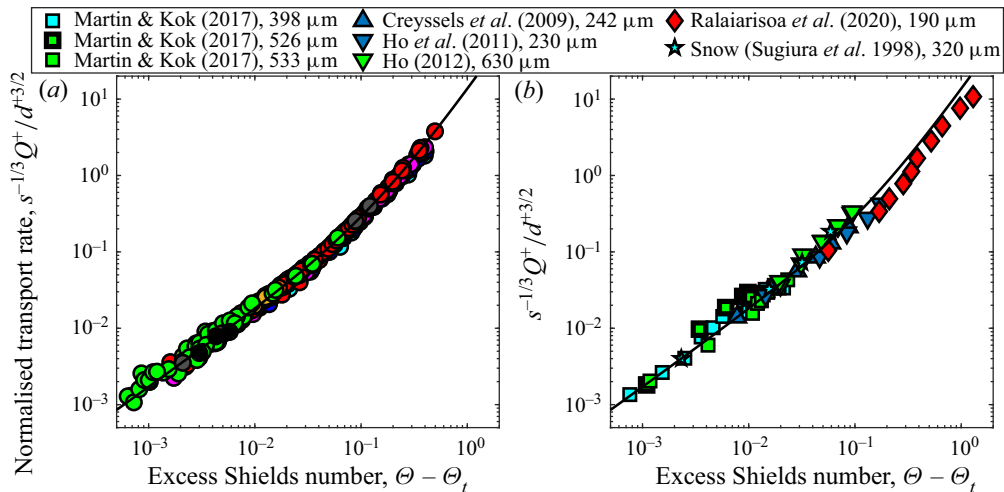 Martin & Kok (2017), 398 μm
Martin & Kok (2017), 526 μm
Martin & Kok (2017), 533 μm
Creyssels et al. (2009), 242 μm
Ho et al. (2011), 230 μm
Ho (2012), 630 μm
Ralaiarisoa et al. (2020), 190 μm
Snow (Sugiura et al. 1998), 320 μm
(a)
Normalised transport rate, s^{−1/3}Q^+/d^{+3/2}
10^1
10^0
10^{−1}
10^{−2}
10^{−3}
10^{−3} 10^{−2} 10^{−1} 10^0
Excess Shields number, Θ − Θ_t
(b)
s^{−1/3}Q^+/d^{+3/2}
10^1
10^0
10^{−1}
10^{−2}
10^{−3}
10^{−3} 10^{−2} 10^{−1} 10^0
Excess Shields number, Θ − Θ_t